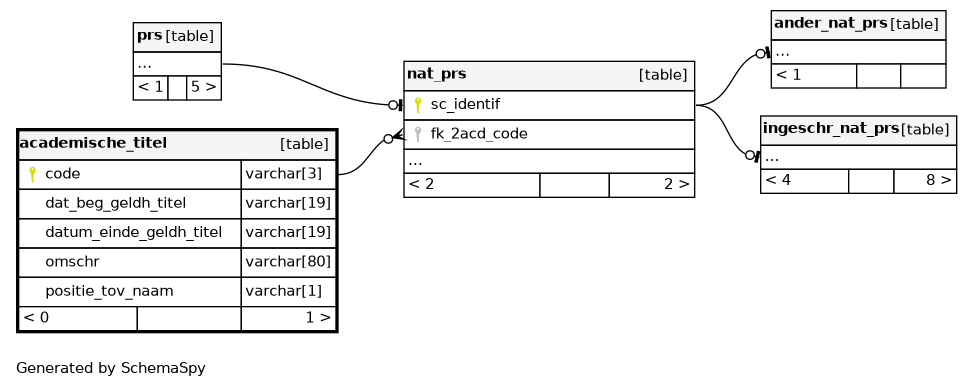 prs [table]
...
< 1 5 >
academische_titel [table]
code varchar[3]
dat_beg_geldh_titel varchar[19]
datum_einde_geldh_titel varchar[19]
omschr varchar[80]
positie_tov_naam varchar[1]
< 0 1 >
nat_prs [table]
sc_identif
fk_2acd_code
...
< 2 2 >
ander_nat_prs [table]
...
< 1
ingeschr_nat_prs [table]
...
< 4 8 >
Generated by SchemaSpy